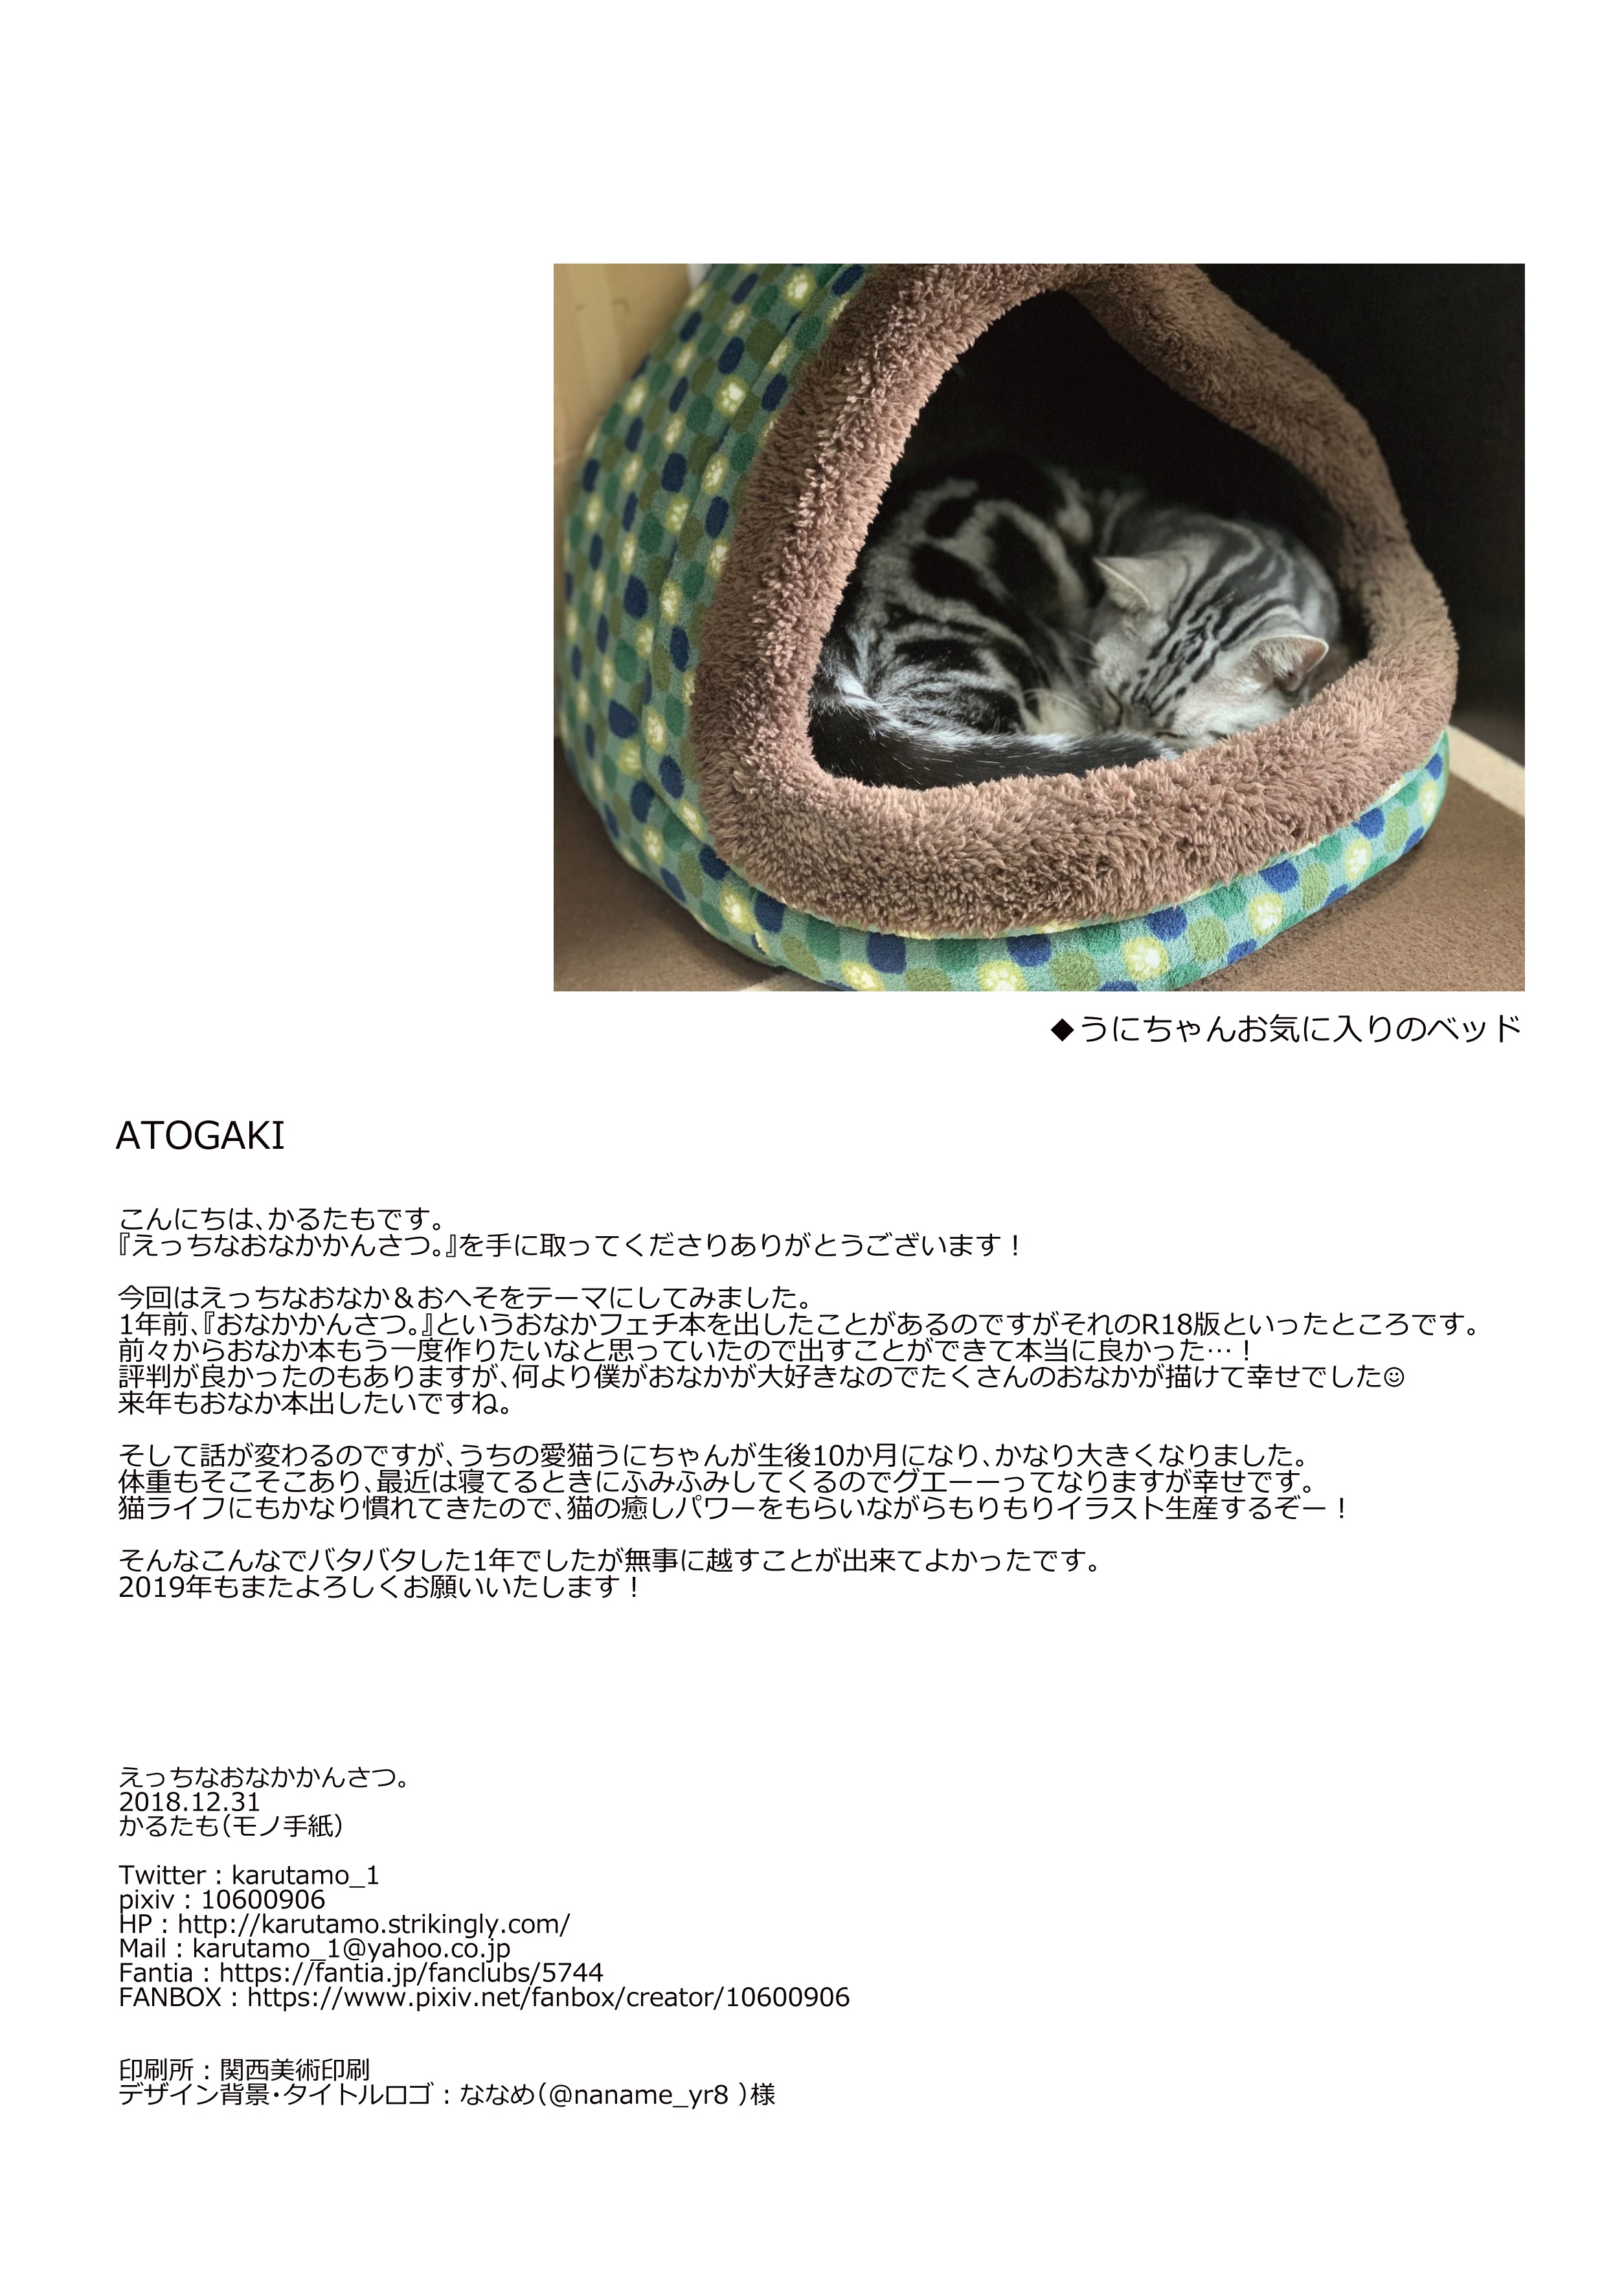 ◆うにちゃんお気に入りのベッド
ATOGAKI
こんにちは、かるたもです。
『えっちなおなかかんさつ。』を手に取ってくださりありがとうございます！
今回はえっちなおなか＆おへそをテーマにしてみました。
1年前、『おなかかんさつ。』というおなかフェチ本を出したことがあるのですがそれのR18版といったところです。
前々からおなか本もう一度作りたいなと思っていたので出すことができて本当に良かった…！
評判が良かったのもありますが、何より僕がおなかが大好きなのでたくさんのおなかが描けて幸せでした☺
来年もおなか本出したいですね。
そして話が変わるのですが、うちの愛猫うにちゃんが生後10か月になり、かなり大きくなりました。
体重もそこそこあり、最近は寝てるときにふみふみしてくるのでグエーーってなりますが幸せです。
猫ライフにもかなり慣れてきたので、猫の癒しパワーをもらいながらもりもりイラスト生産するぞー！
そんなこんなでバタバタした1年でしたが無事に越すことが出来てよかったです。
2019年もまたよろしくお願いいたします！
えっちなおなかかんさつ。
2018.12.31
かるたも（モノ手紙）
Twitter：karutamo_1
pixiv：10600906
HP：http://karutamo.strikingly.com/
Mail：karutamo_1@yahoo.co.jp
Fantia：https://fantia.jp/fanclubs/5744
FANBOX：https://www.pixiv.net/fanbox/creator/10600906
印刷所：関西美術印刷
デザイン背景・タイトルロゴ：ななめ（@naname_yr8 ）様